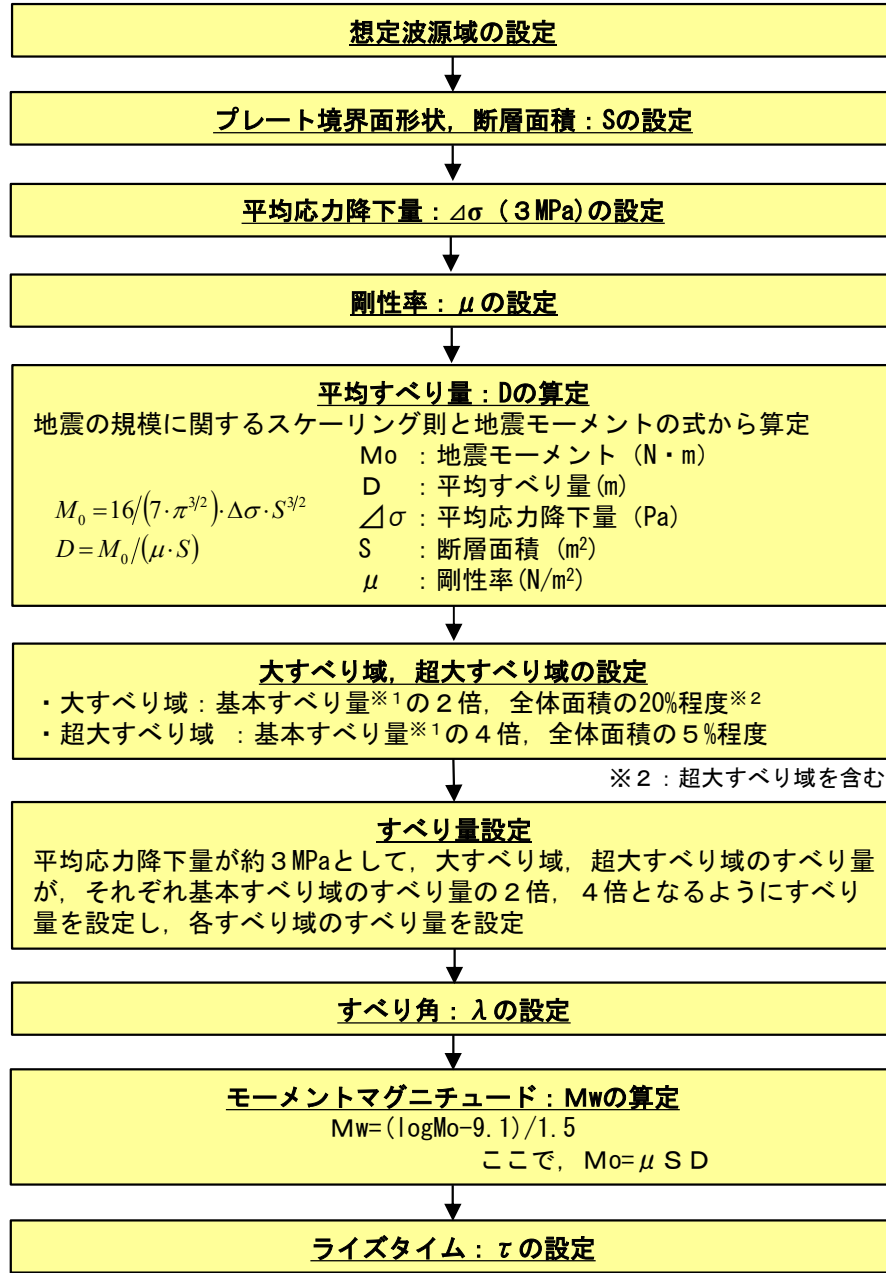 想定波源域の設定
プレート境界面形状，断層面積：Sの設定
平均応力降下量：⊿σ（３MPa)の設定
剛性率：μの設定
平均すべり量：Dの算定
地震の規模に関するスケーリング則と地震モーメントの式から算定
Ｍo ：地震モーメント（N・m）
Ｄ ：平均すべり量(m)
⊿σ：平均応力降下量（Pa）
S ：断層面積（m²）
μ ：剛性率(N/m²)
M₀ = 16/(7·π^{3/2})·Δσ·S^{3/2}
D = M₀/(μ·S)
大すべり域，超大すべり域の設定
・大すべり域：基本すべり量※１の２倍，全体面積の20%程度※２
・超大すべり域 ：基本すべり量※１の４倍，全体面積の５%程度
※２：超大すべり域を含む
すべり量設定
平均応力降下量が約３MPaとして，大すべり域，超大すべり域のすべり量
が，それぞれ基本すべり域のすべり量の２倍，４倍となるようにすべり
量を設定し，各すべり域のすべり量を設定
すべり角：λの設定
モーメントマグニチュード：Ｍwの算定
Ｍw=(logMo-9.1)/1.5
ここで，Ｍo=μＳＤ
ライズタイム：τの設定